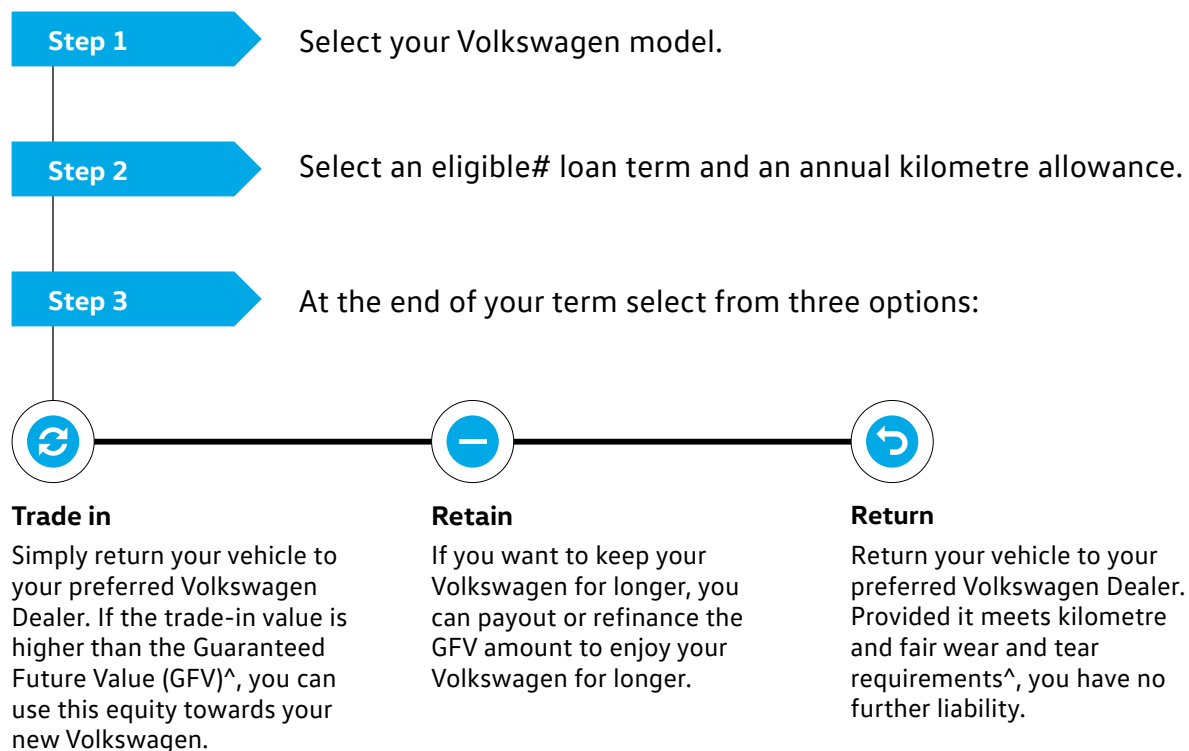 Step 1
Select your Volkswagen model.
Step 2
Select an eligible# loan term and an annual kilometre allowance.
Step 3
At the end of your term select from three options:
Trade in
Simply return your vehicle to
your preferred Volkswagen
Dealer. If the trade-in value is
higher than the Guaranteed
Future Value (GFV)^, you can
use this equity towards your
new Volkswagen.
Retain
If you want to keep your
Volkswagen for longer, you
can payout or refinance the
GFV amount to enjoy your
Volkswagen for longer.
Return
Return your vehicle to your
preferred Volkswagen Dealer.
Provided it meets kilometre
and fair wear and tear
requirements^, you have no
further liability.